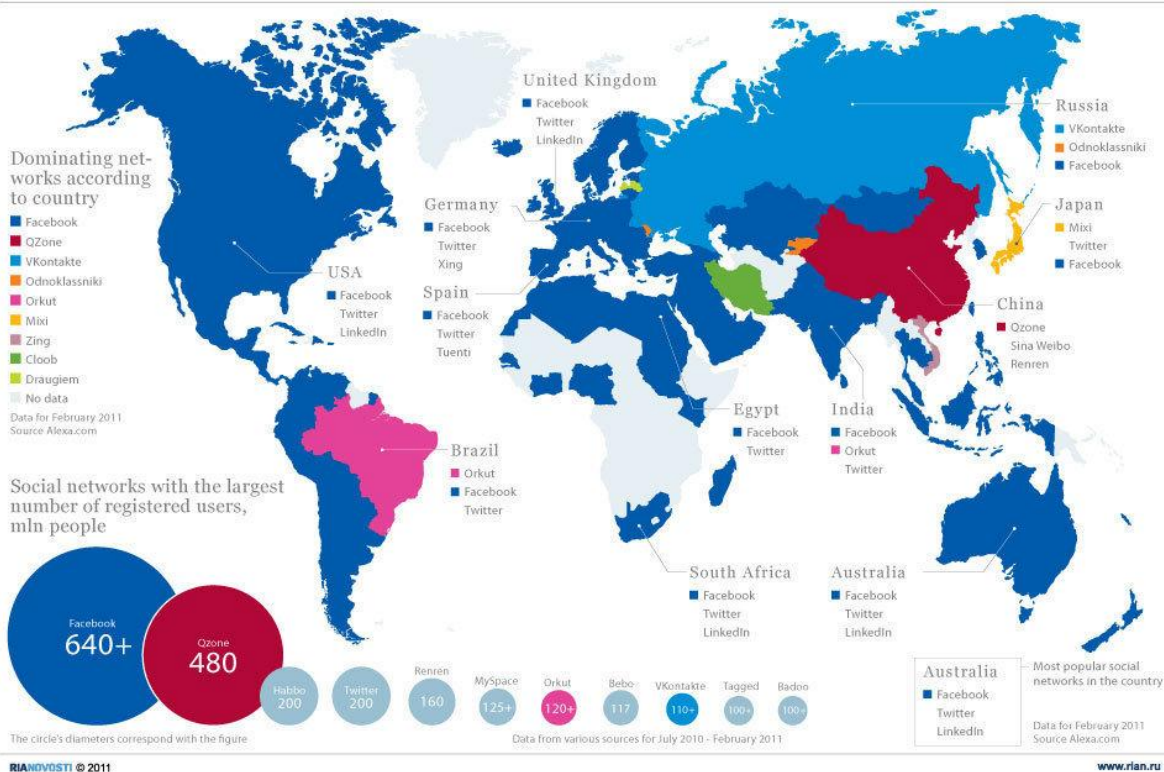 United Kingdom
Facebook
Twitter
LinkedIn
Russia
VKontakte
Odnoklassniki
Facebook
Dominating net-
works according
to country
Facebook
QZone
VKontakte
Odnoklassniki
Orkut
Mixi
Zing
Cloob
Draugiem
No data
Data for February 2011
Source Alexa.com
Germany
Facebook
Twitter
Xing
Japan
Mixi
Twitter
Facebook
USA
Facebook
Twitter
LinkedIn
Spain
Facebook
Twitter
Tuenti
China
Qzone
Sina Weibo
Renren
Egypt
Facebook
Twitter
India
Facebook
Orkut
Twitter
Brazil
Orkut
Facebook
Twitter
Social networks with the largest
number of registered users,
mln people
South Africa
Facebook
Twitter
LinkedIn
Australia
Facebook
Twitter
LinkedIn
Facebook
640+
Qzone
480
Habbo
200
Twitter
200
Renren
160
MySpace
125+
Orkut
120+
Bebo
117
VKontakte
110+
Tagged
100+
Badoo
100+
Australia
Facebook
Twitter
LinkedIn
Most popular social
networks in the country
Data for February 2011
Source Alexa.com
The circle's diameters correspond with the figure
Data from various sources for July 2010 - February 2011
RIANOVOSTI © 2011
www.rian.ru